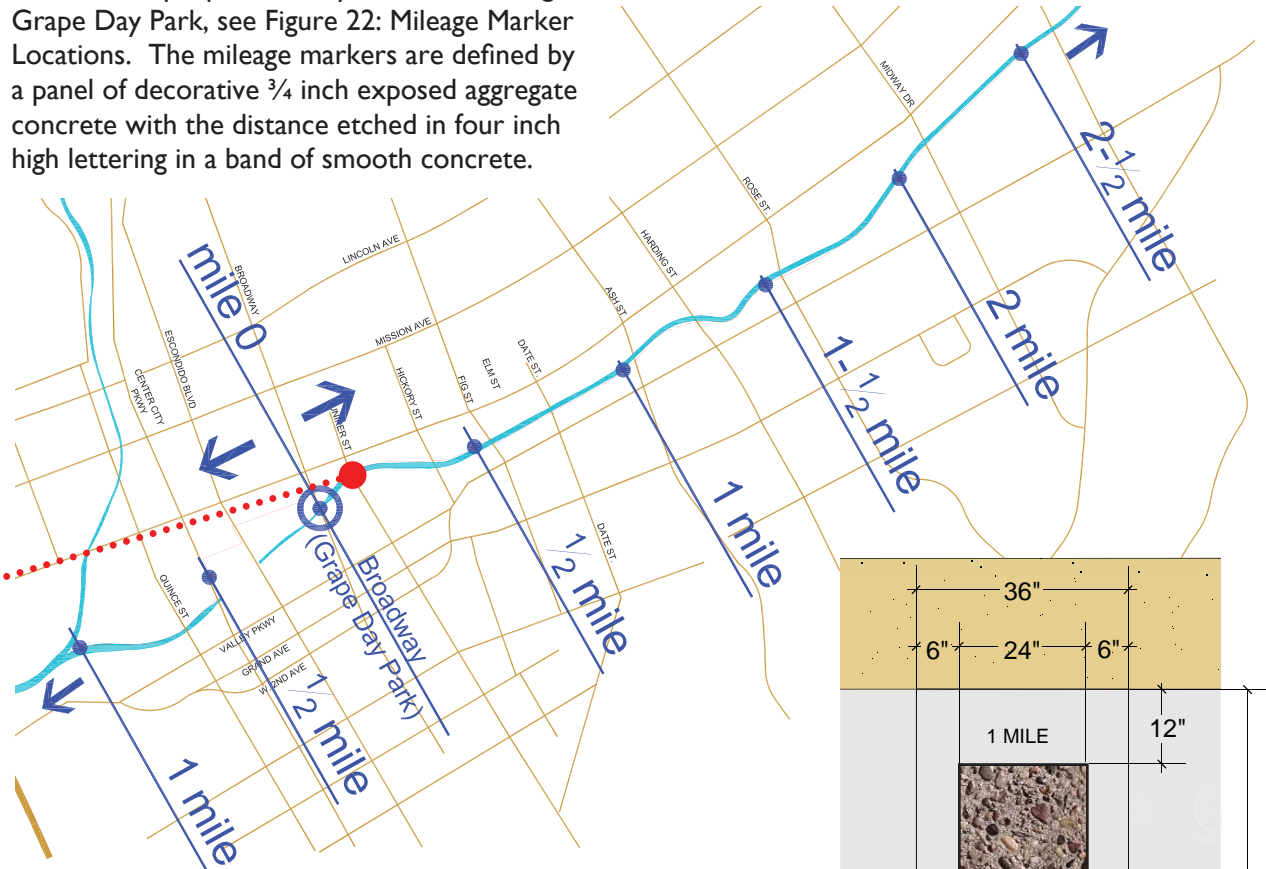 Grape Day Park, see Figure 22: Mileage Marker
Locations. The mileage markers are defined by
a panel of decorative ¾ inch exposed aggregate
concrete with the distance etched in four inch
high lettering in a band of smooth concrete.
MIDWAY DR
2-1/2 mile
ROSE ST.
HARDING ST
LINCOLN AVE
BROADWAY
mile 0
ASH ST
2 mile
MISSION AVE
ESCONDIDO BLVD
DATE ST.
ELM ST
1-1/2 mile
CENTER CITY
PKWY
HICKORY ST
FIG ST
1 mile
DATE ST.
1/2 mile
Broadway
(Grape Day Park)
QUINCE ST
VALLEY PKWY
GRAND AVE
W. 2ND AVE
1/2 mile
1 mile
36"
6"
24"
6"
12"
1 MILE